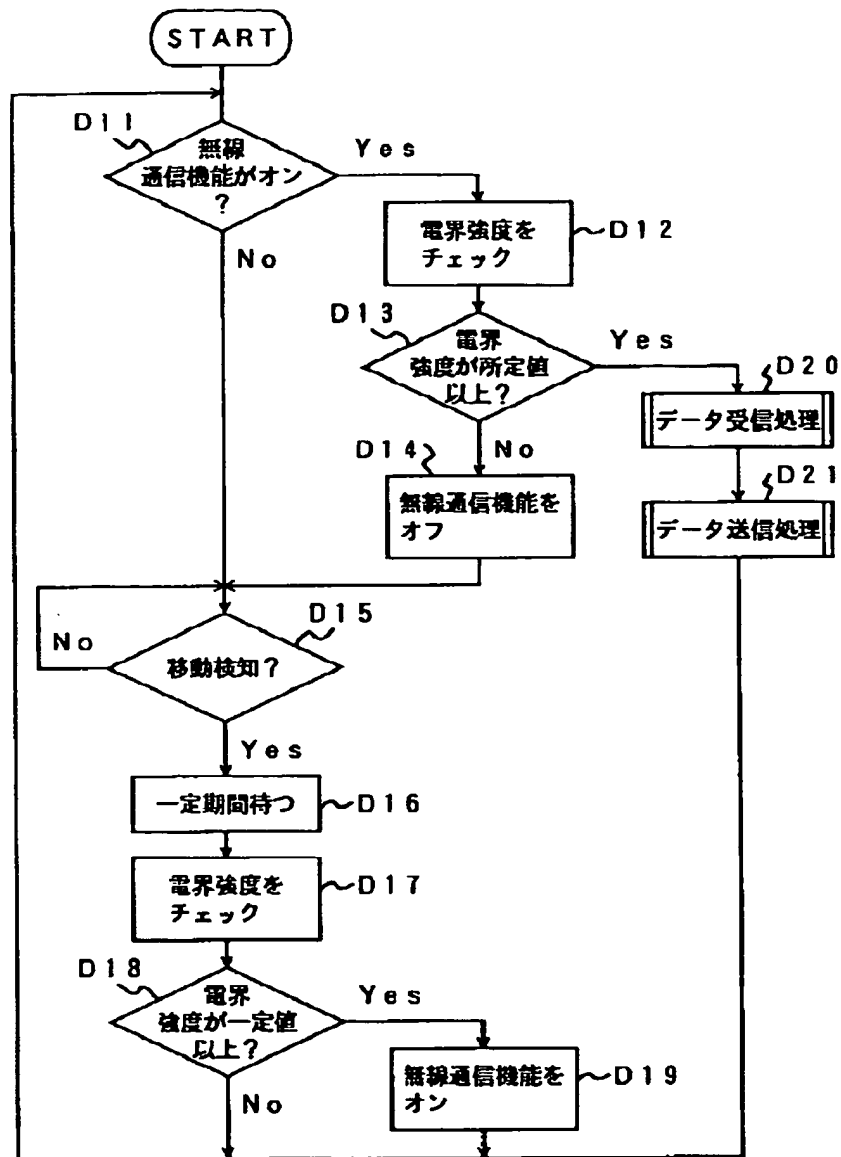 START
D11
無線
通信機能がオン
?
Yes
No
電界強度を
チェック
D12
D13
電界
強度が所定値
以上?
Yes
No
D20
データ受信処理
D14
無線通信機能を
オフ
D21
データ送信処理
D15
移動検知?
No
Yes
一定期間待つ
D16
電界強度を
チェック
D17
D18
電界
強度が一定値
以上?
Yes
No
無線通信機能を
オン
D19